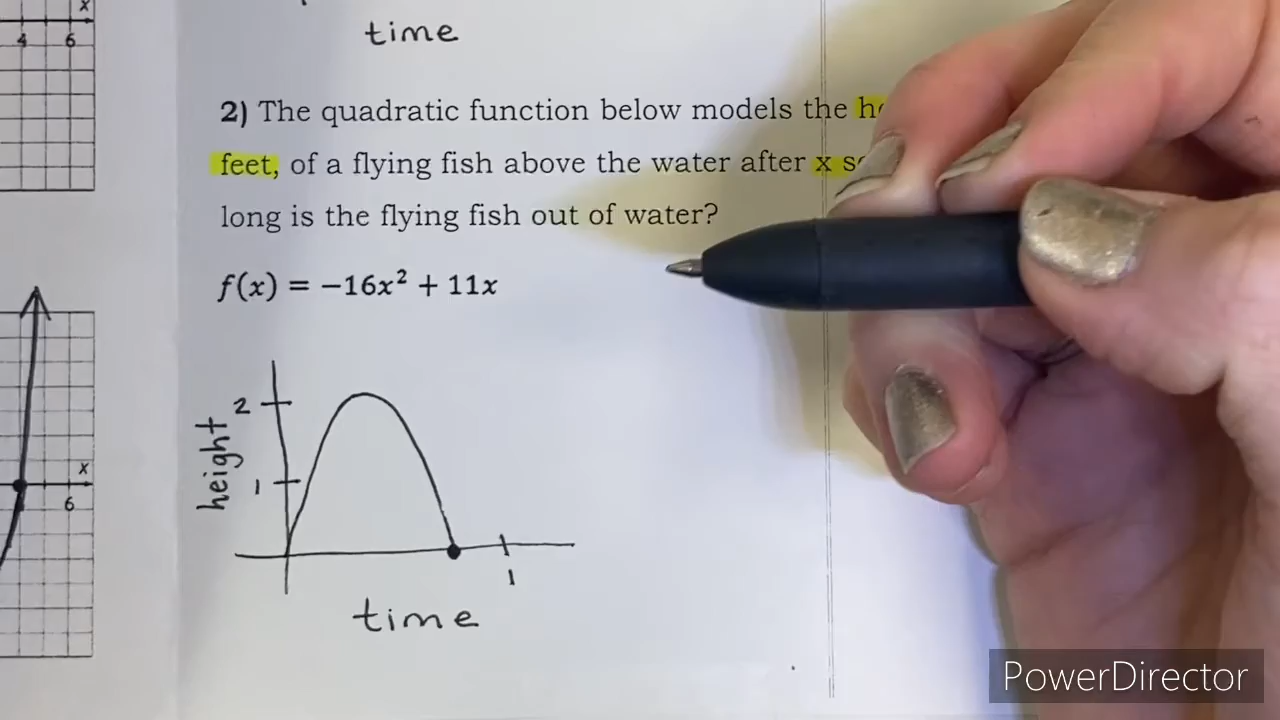 x
4 6
time
2) The quadratic function below models the
feet, of a flying fish above the water after x
long is the flying fish out of water?
f(x) = −16x² + 11x
2
height
1
x
6
1
time
PowerDirector